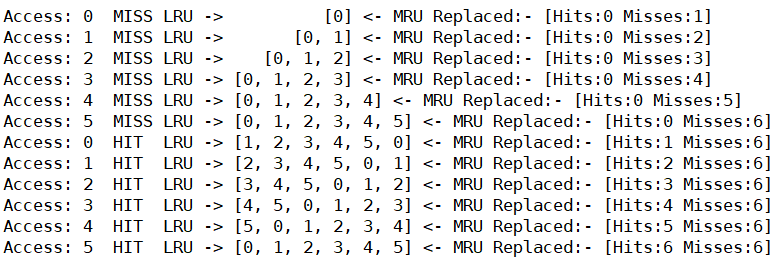 Access: 0  MISS LRU ->          [0] <- MRU Replaced:- [Hits:0 Misses:1]
Access: 1  MISS LRU ->       [0, 1] <- MRU Replaced:- [Hits:0 Misses:2]
Access: 2  MISS LRU ->    [0, 1, 2] <- MRU Replaced:- [Hits:0 Misses:3]
Access: 3  MISS LRU -> [0, 1, 2, 3] <- MRU Replaced:- [Hits:0 Misses:4]
Access: 4  MISS LRU -> [0, 1, 2, 3, 4] <- MRU Replaced:- [Hits:0 Misses:5]
Access: 5  MISS LRU -> [0, 1, 2, 3, 4, 5] <- MRU Replaced:- [Hits:0 Misses:6]
Access: 0  HIT  LRU -> [1, 2, 3, 4, 5, 0] <- MRU Replaced:- [Hits:1 Misses:6]
Access: 1  HIT  LRU -> [2, 3, 4, 5, 0, 1] <- MRU Replaced:- [Hits:2 Misses:6]
Access: 2  HIT  LRU -> [3, 4, 5, 0, 1, 2] <- MRU Replaced:- [Hits:3 Misses:6]
Access: 3  HIT  LRU -> [4, 5, 0, 1, 2, 3] <- MRU Replaced:- [Hits:4 Misses:6]
Access: 4  HIT  LRU -> [5, 0, 1, 2, 3, 4] <- MRU Replaced:- [Hits:5 Misses:6]
Access: 5  HIT  LRU -> [0, 1, 2, 3, 4, 5] <- MRU Replaced:- [Hits:6 Misses:6]